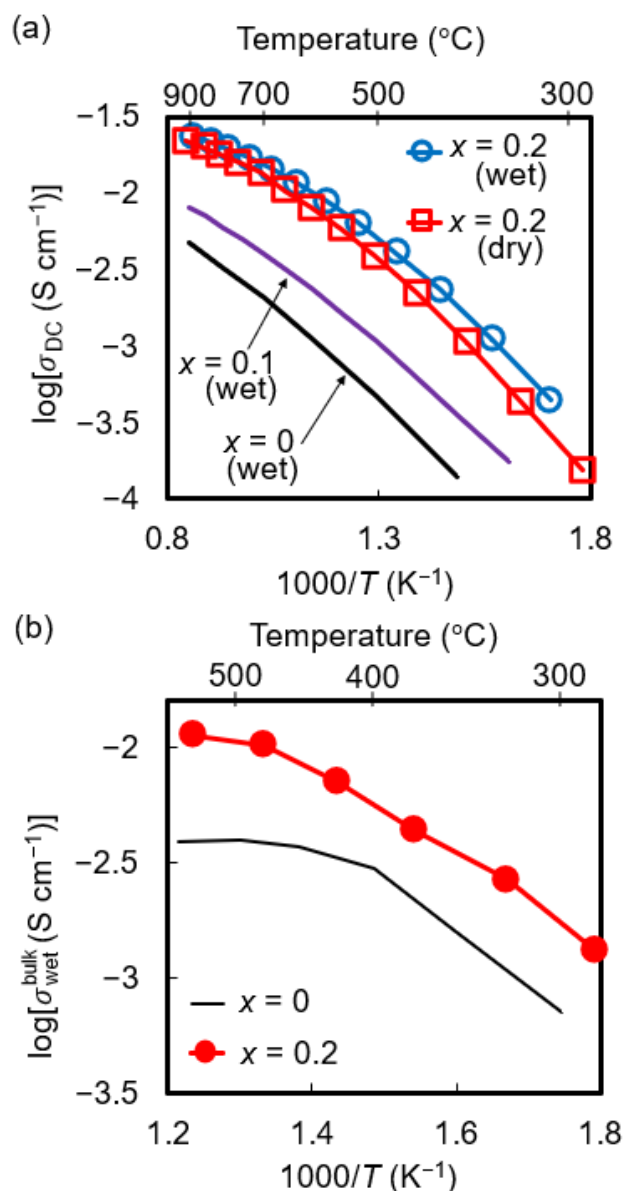 (a)
Temperature (°C)
900 700 500 300
−1.5
−2
−2.5
−3
−3.5
−4
log[σDC (S cm⁻¹)]
x = 0.2
(wet)
x = 0.2
(dry)
x = 0.1
(wet)
x = 0
(wet)
0.8 1.3 1.8
1000/T (K⁻¹)
(b)
Temperature (°C)
500 400 300
−2
−2.5
−3
−3.5
log[σ^bulk_wet (S cm⁻¹)]
x = 0
x = 0.2
1.2 1.4 1.6 1.8
1000/T (K⁻¹)